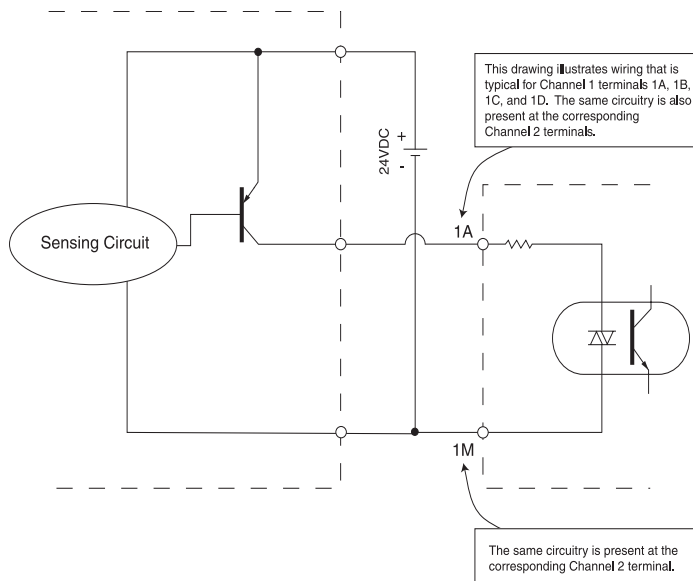 This drawing illustrates wiring that is
typical for Channel 1 terminals 1A, 1B,
1C, and 1D. The same circuitry is also
present at the corresponding
Channel 2 terminals.
24VDC
+
-
1A
Sensing Circuit
1M
The same circuitry is present at the
corresponding Channel 2 terminal.